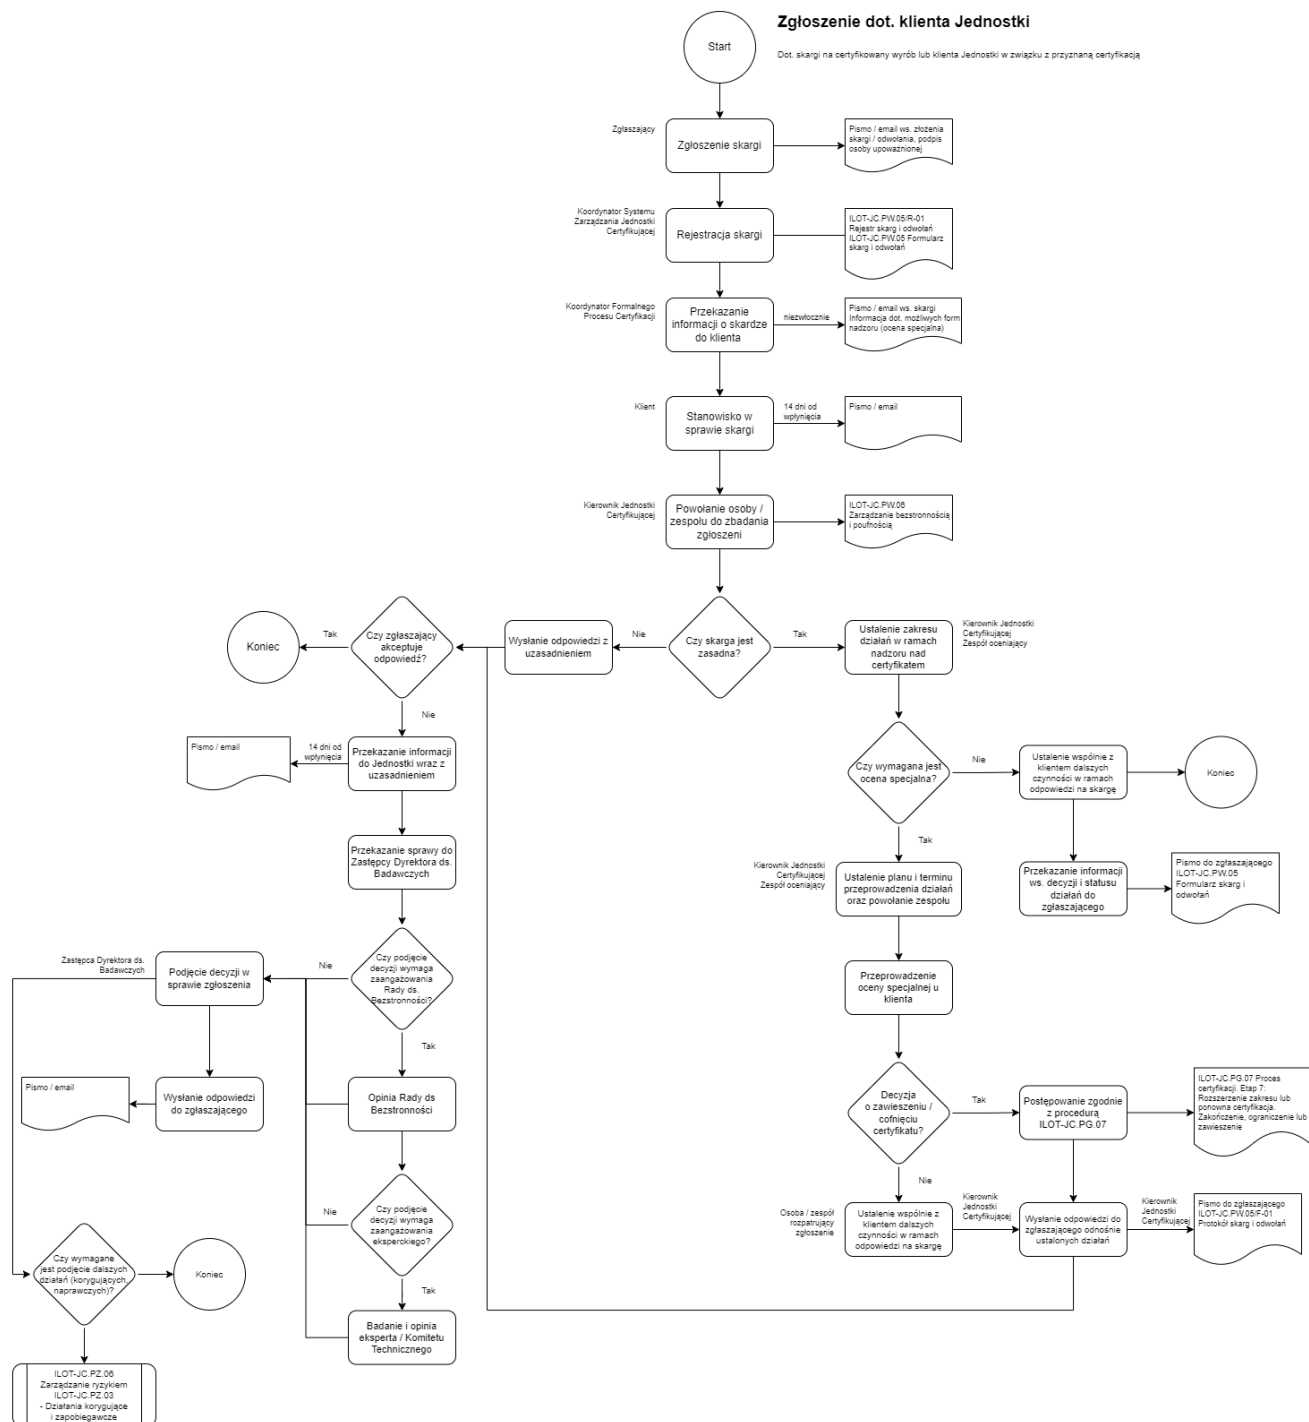 Zgłoszenie dot. klienta Jednostki
Start
Dot. skargi na certyfikowany wyrób lub klienta Jednostki w związku z przyznaną certyfikacją
Zgłaszający
Zgłoszenie skargi
Pismo / email ws. złożenia
skargi / odwołania, podpis
osoby upoważnionej
Koordynator Systemu
Zarządzania Jednostki
Certyfikującej
Rejestracja skargi
ILOT-JC.PW.05/R-01
Rejestr skarg i odwołań
ILOT-JC.PW.05 Formularz
skarg i odwołań
Koordynator Formalnego
Procesu Certyfikacji
Przekazanie
informacji o skardze
do klienta
niezwłocznie
Pismo / email ws. skargi
Informacja dot. możliwych form
nadzoru (ocena specjalna)
Klient
Stanowisko w
sprawie skargi
14 dni od
wpłynięcia
Pismo / email
Kierownik Jednostki
Certyfikującej
Powołanie osoby /
zespołu do zbadania
zgłoszeni
ILOT-JC.PW.06
Zarządzanie bezstronnością
i poufnością
Koniec
Tak
Czy zgłaszający
akceptuje
odpowiedź?
Wysłanie odpowiedzi z
uzasadnieniem
Nie
Czy skarga jest
zasadna?
Tak
Ustalenie zakresu
działań w ramach
nadzoru nad
certyfikatem
Kierownik Jednostki
Certyfikującej
Zespół oceniający
Nie
Pismo / email
14 dni od
wpłynięcia
Przekazanie informacji
do Jednostki wraz z
uzasadnieniem
Czy wymagana jest
ocena specjalna?
Nie
Ustalenie wspólnie z
klientem dalszych
czynności w ramach
odpowiedzi na skargę
Koniec
Tak
Przekazanie sprawy do
Zastępcy Dyrektora ds.
Badawczych
Kierownik Jednostki
Certyfikującej
Zespół oceniający
Ustalenie planu i terminu
przeprowadzenia działań
oraz powołanie zespołu
Przekazanie informacji
ws. decyzji i statusu
działań do
zgłaszającego
Pismo do zgłaszającego
ILOT-JC.PW.05
Formularz skarg i
odwołań
Zastępca Dyrektora ds.
Badawczych
Podjęcie decyzji w
sprawie zgłoszenia
Nie
Czy podjęcie
decyzji wymaga
zaangażowania
Rady ds.
Bezstronności?
Przeprowadzenie
oceny specjalnej u
klienta
Tak
Pismo / email
Wysłanie odpowiedzi
do zgłaszającego
Opinia Rady ds
Bezstronności
Decyzja
o zawieszeniu /
cofnięciu
certyfikatu?
Tak
Postępowanie zgodnie
z procedurą
ILOT-JC.PG.07
ILOT-JC.PG.07 Proces
certyfikacji. Etap 7:
Rozszerzenie zakresu lub
ponowna certyfikacja.
Zakończenie, ograniczenie lub
zawieszenie
Nie
Nie
Czy podjęcie
decyzji wymaga
zaangażowania
eksperckiego?
Osoba / zespół
rozpatrujący
zgłoszenie
Ustalenie wspólnie z
klientem dalszych
czynności w ramach
odpowiedzi na skargę
Kierownik
Jednostki
Certyfikującej
Wysłanie odpowiedzi do
zgłaszającego odnośnie
ustalonych działań
Kierownik
Jednostki
Certyfikującej
Pismo do zgłaszającego
ILOT-JC.PW.05/F-01
Protokół skarg i odwołań
Czy wymagane
jest podjęcie dalszych
działań (korygujących,
naprawczych)?
Koniec
Tak
Badanie i opinia
eksperta / Komitetu
Technicznego
ILOT-JC.PZ.06
Zarządzanie ryzykiem
ILOT-JC.PZ.03
- Działania korygujące
i zapobiegawcze